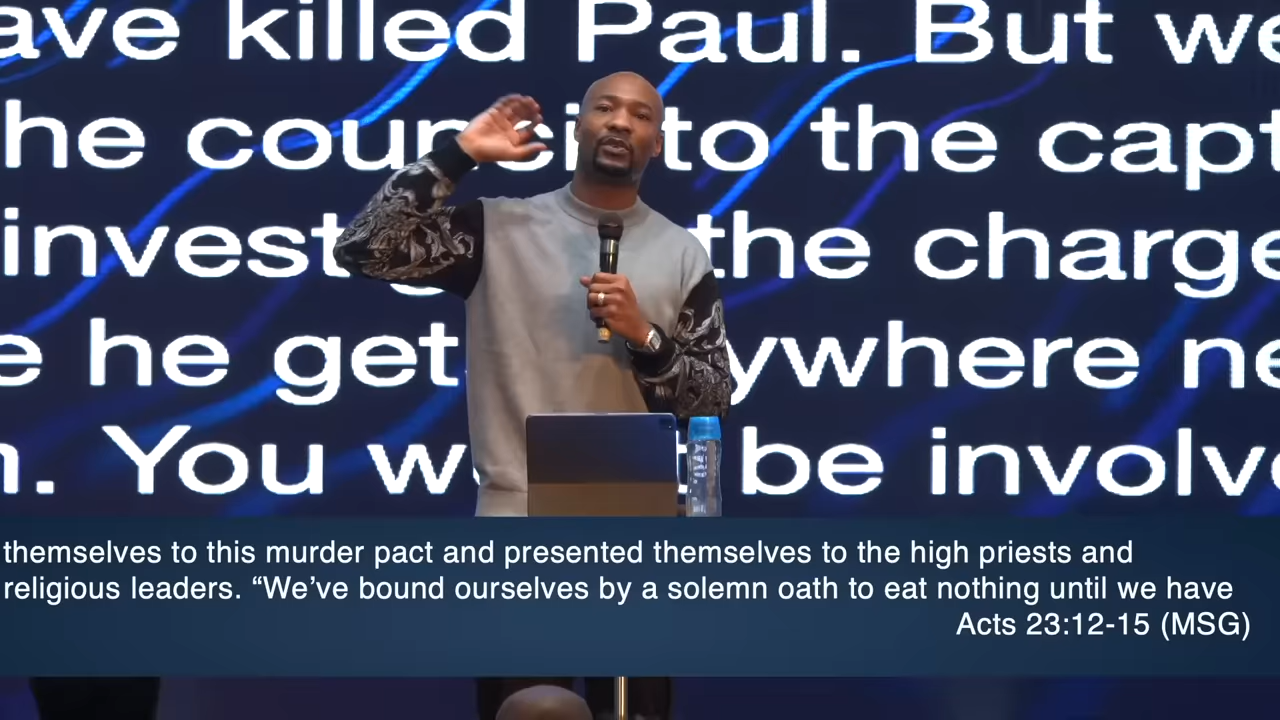 ave killed Paul. But we
he council to the capt
investig the charge
e he get ywhere ne
. You w be involve
themselves to this murder pact and presented themselves to the high priests and
religious leaders. “We’ve bound ourselves by a solemn oath to eat nothing until we have
Acts 23:12-15 (MSG)